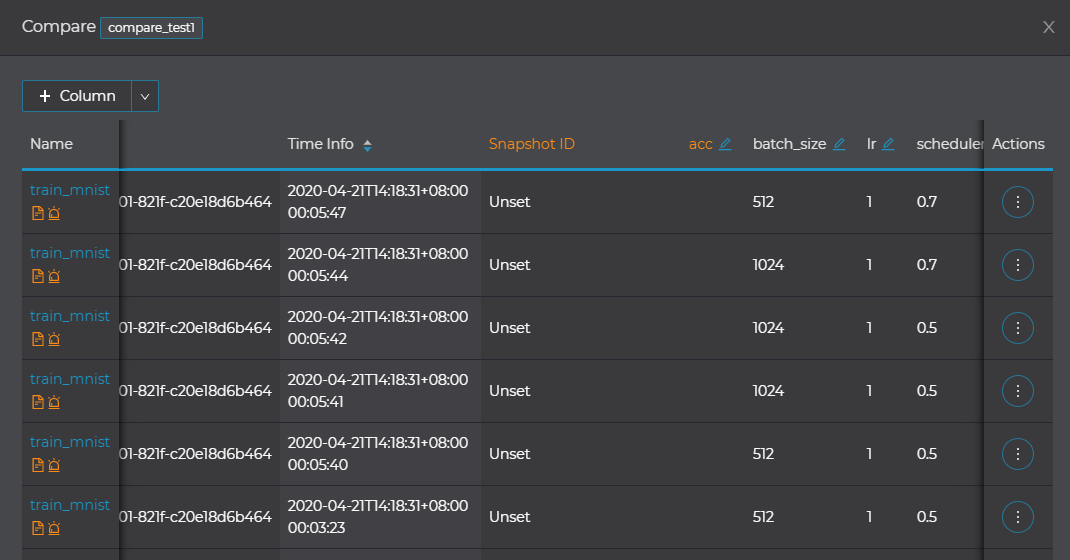 Compare compare_test1 X
+ Column
Name Time Info Snapshot ID acc batch_size lr scheduler Actions
train_mnist 01-821f-c20e18d6b464 2020-04-21T14:18:31+08:00 Unset 512 1 0.7
00:05:47
train_mnist 01-821f-c20e18d6b464 2020-04-21T14:18:31+08:00 Unset 1024 1 0.7
00:05:44
train_mnist 01-821f-c20e18d6b464 2020-04-21T14:18:31+08:00 Unset 1024 1 0.5
00:05:42
train_mnist 01-821f-c20e18d6b464 2020-04-21T14:18:31+08:00 Unset 1024 1 0.5
00:05:41
train_mnist 01-821f-c20e18d6b464 2020-04-21T14:18:31+08:00 Unset 512 1 0.5
00:05:40
train_mnist 01-821f-c20e18d6b464 2020-04-21T14:18:31+08:00 Unset 512 1 0.5
00:03:23